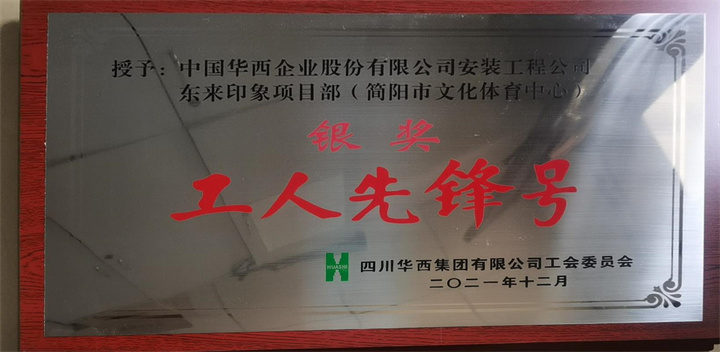 授予：中国华西企业股份有限公司安装工程公司
东来印象项目部（简阳市文化体育中心）
银奖
工人先锋号
HUASHI 四川华西集团有限公司工会委员会
二〇二一年十二月